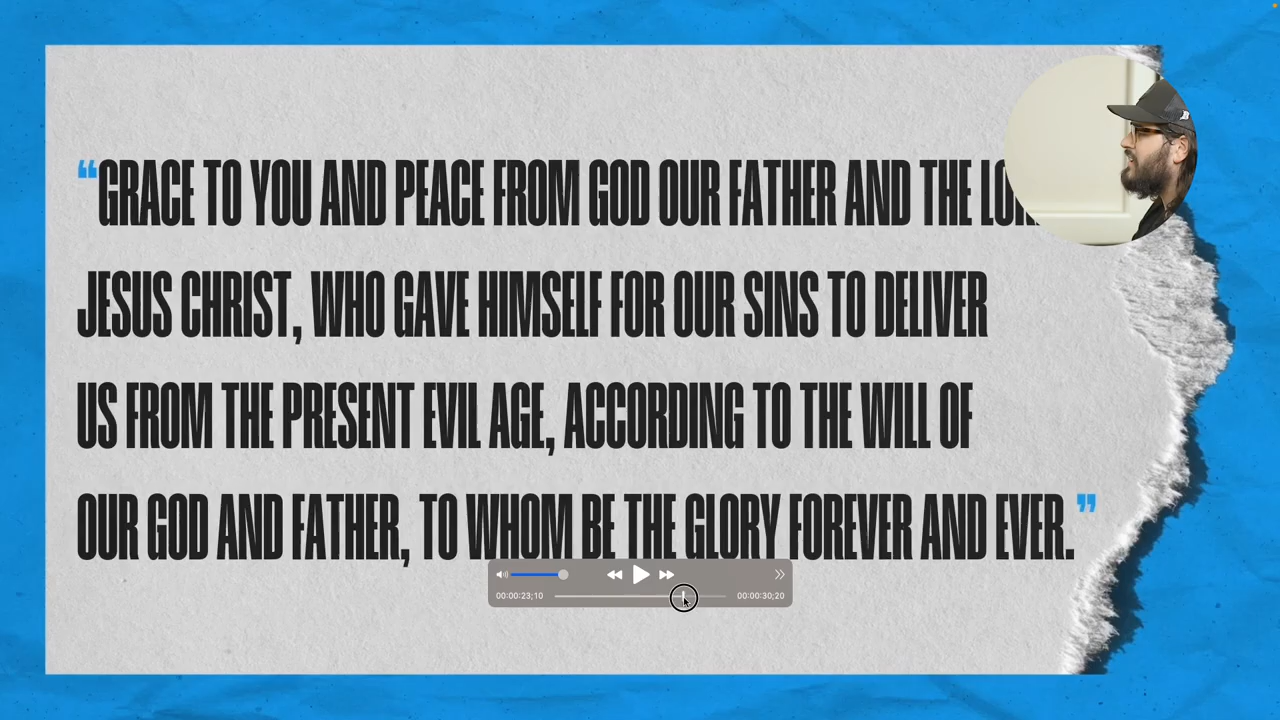 “GRACE TO YOU AND PEACE FROM GOD OUR FATHER AND THE
JESUS CHRIST, WHO GAVE HIMSELF FOR OUR SINS TO DELIVER
US FROM THE PRESENT EVIL AGE, ACCORDING TO THE WILL OF
OUR GOD AND FATHER, TO WHOM BE THE GLORY FOREVER AND EVER.”
00:00:23;10 00:00:30;20